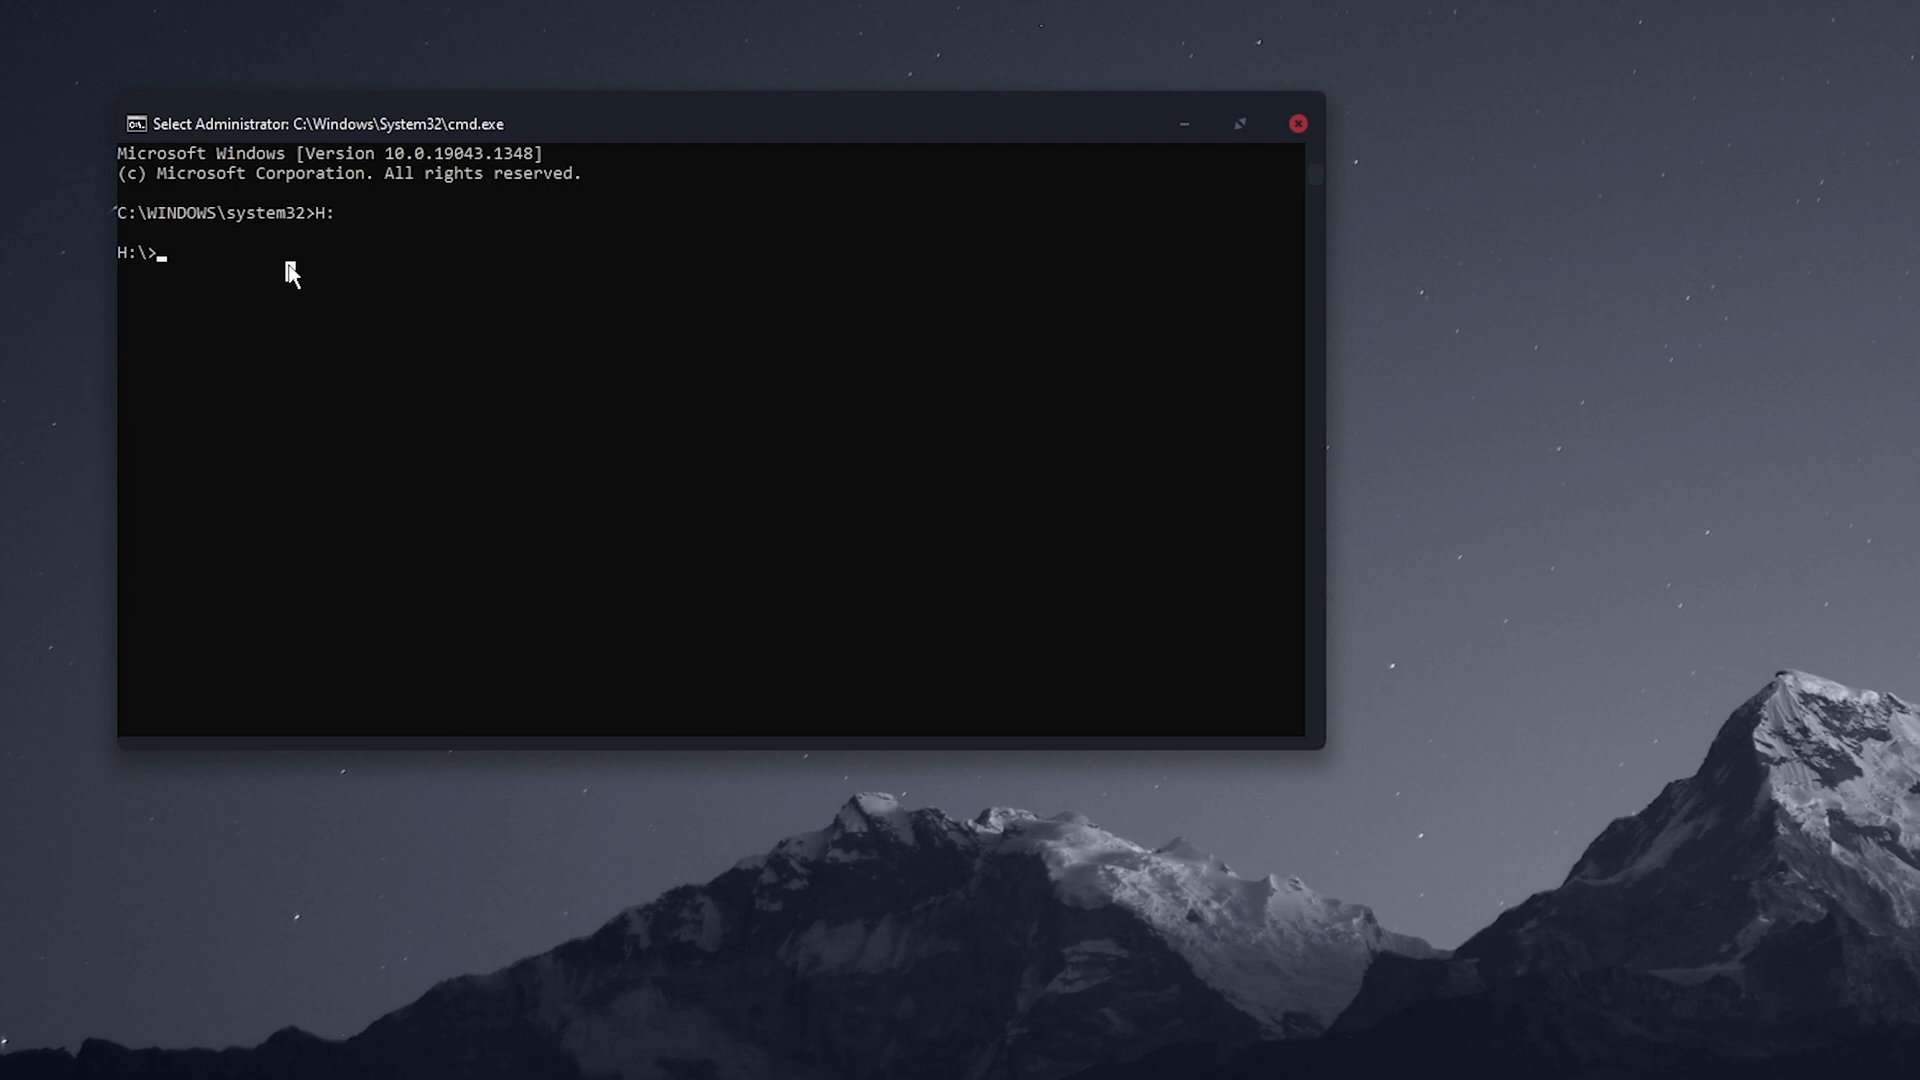 Select Administrator: C:\Windows\System32\cmd.exe
Microsoft Windows [Version 10.0.19043.1348]
(c) Microsoft Corporation. All rights reserved.
C:\WINDOWS\system32>H:
H:\>